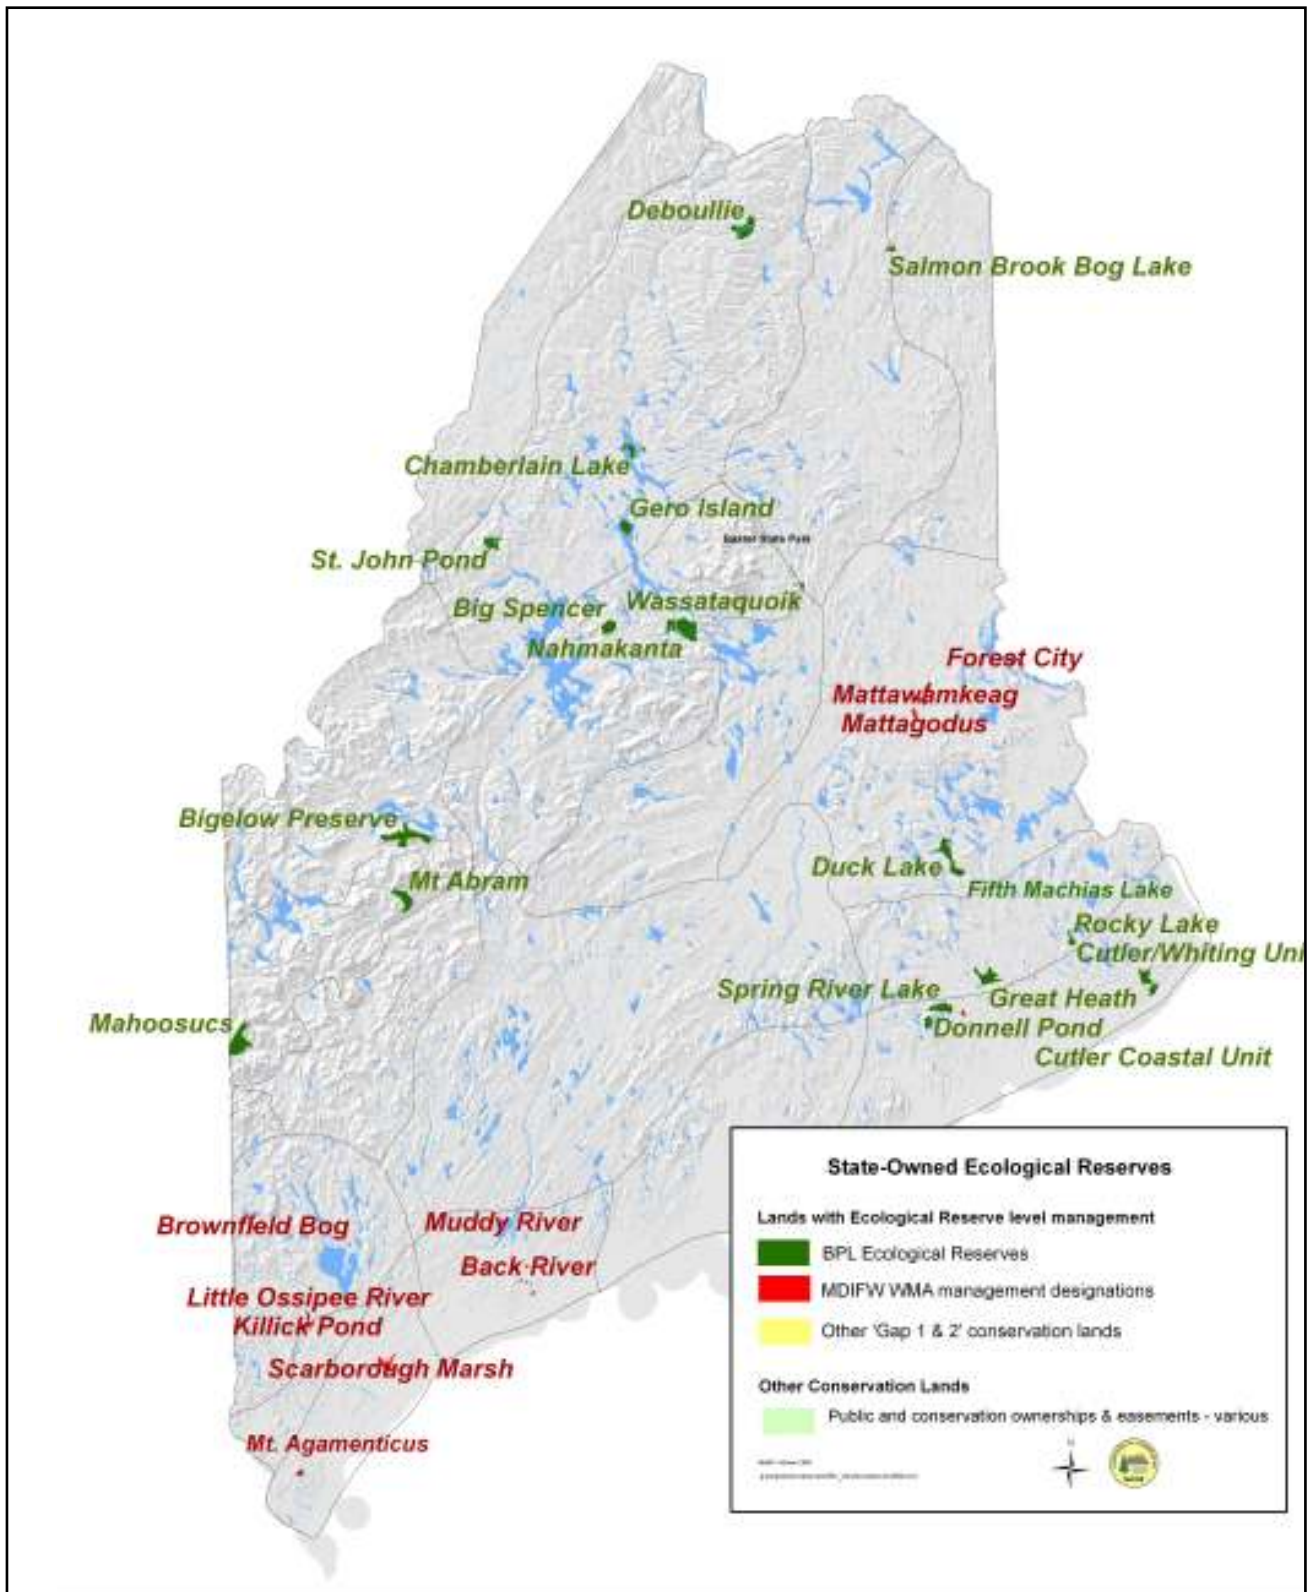 Deboullie
Salmon Brook Bog Lake
Chamberlain Lake
Gero Island
Baxter State Park
St. John Pond
Big Spencer
Wassataquoik
Nahmakanta
Forest City
Mattawamkeag
Mattagodus
Bigelow Preserve
Duck Lake
Mt Abram
Fifth Machias Lake
Rocky Lake
Cutler/Whiting Uni
Spring River Lake
Great Heath
Mahoosucs
Donnell Pond
Cutler Coastal Unit
Brownfield Bog
Muddy River
Back River
Little Ossipee River
Killick Pond
Scarborough Marsh
Mt. Agamenticus
State-Owned Ecological Reserves
Lands with Ecological Reserve level management
BPL Ecological Reserves
MDIFW WMA management designations
Other 'Gap 1 & 2' conservation lands
Other Conservation Lands
Public and conservation ownerships & easements - various